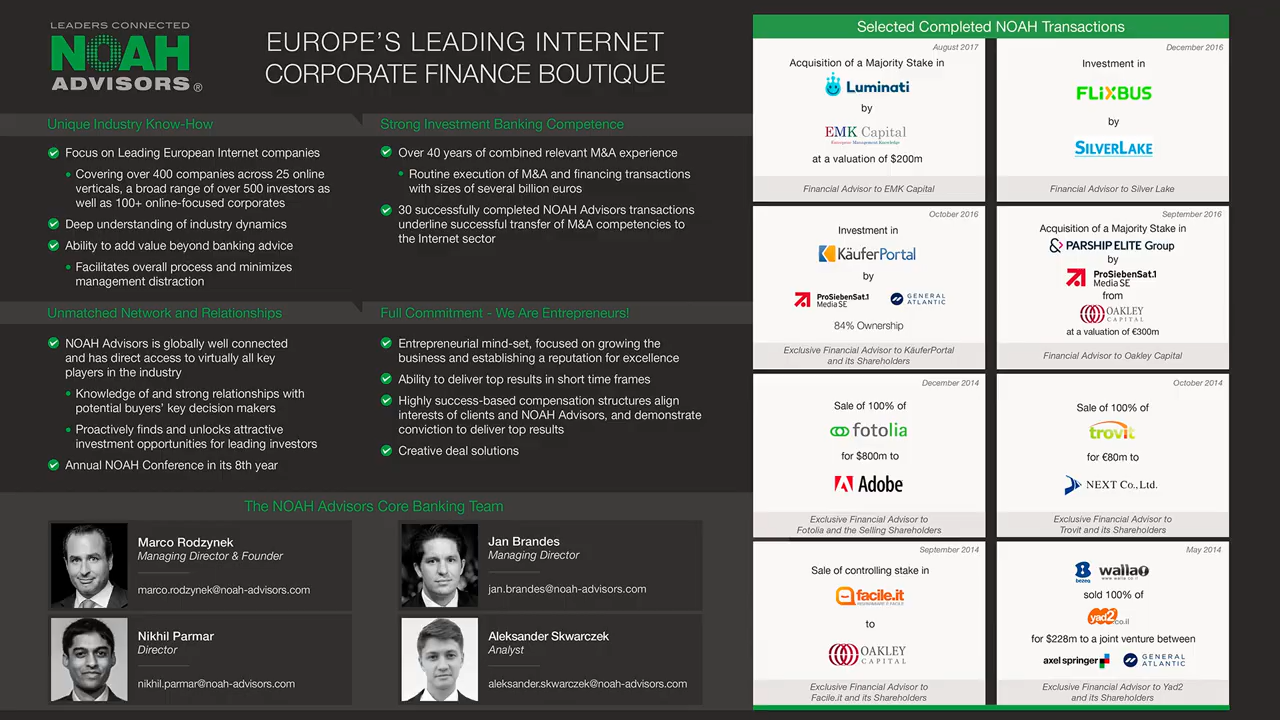 LEADERS CONNECTED
NOAH
ADVISORS®
EUROPE'S LEADING INTERNET
CORPORATE FINANCE BOUTIQUE
Unique Industry Know-How
Focus on Leading European Internet companies
• Covering over 400 companies across 25 online
verticals, a broad range of over 500 investors as
well as 100+ online-focused corporates
Deep understanding of industry dynamics
Ability to add value beyond banking advice
• Facilitates overall process and minimizes
management distraction
Strong Investment Banking Competence
Over 40 years of combined relevant M&A experience
• Routine execution of M&A and financing transactions
with sizes of several billion euros
30 successfully completed NOAH Advisors transactions
underline successful transfer of M&A competencies to
the Internet sector
Unmatched Network and Relationships
NOAH Advisors is globally well connected
and has direct access to virtually all key
players in the industry
• Knowledge of and strong relationships with
potential buyers' key decision makers
• Proactively finds and unlocks attractive
investment opportunities for leading investors
Annual NOAH Conference in its 8th year
Full Commitment - We Are Entrepreneurs!
Entrepreneurial mind-set, focused on growing the
business and establishing a reputation for excellence
Ability to deliver top results in short time frames
Highly success-based compensation structures align
interests of clients and NOAH Advisors, and demonstrate
conviction to deliver top results
Creative deal solutions
The NOAH Advisors Core Banking Team
Marco Rodzynek
Managing Director & Founder
marco.rodzynek@noah-advisors.com
Jan Brandes
Managing Director
jan.brandes@noah-advisors.com
Nikhil Parmar
Director
nikhil.parmar@noah-advisors.com
Aleksander Skwarczek
Analyst
aleksander.skwarczek@noah-advisors.com
Selected Completed NOAH Transactions
August 2017
Acquisition of a Majority Stake in
Luminati
by
EMK Capital
Enterprise Management Knowledge
at a valuation of $200m
Financial Advisor to EMK Capital
December 2016
Investment in
FLiXBUS
by
SILVERLAKE
Financial Advisor to Silver Lake
October 2016
Investment in
KäuferPortal
by
ProSiebenSat.1
Media SE
GENERAL
ATLANTIC
84% Ownership
Exclusive Financial Advisor to KäuferPortal
and its Shareholders
September 2016
Acquisition of a Majority Stake in
PARSHIP ELITE Group
by
ProSiebenSat.1
Media SE
from
OAKLEY
CAPITAL
at a valuation of €300m
Financial Advisor to Oakley Capital
December 2014
Sale of 100% of
fotolia
for $800m to
Adobe
Exclusive Financial Advisor to
Fotolia and the Selling Shareholders
October 2014
Sale of 100% of
trovit
for €80m to
NEXT Co., Ltd.
Exclusive Financial Advisor to
Trovit and its Shareholders
September 2014
Sale of controlling stake in
facile.it
RISPARMIARE È FACILE
to
OAKLEY
CAPITAL
Exclusive Financial Advisor to
Facile.it and its Shareholders
May 2014
bezeq
walla!
www.walla.co.il
sold 100% of
yad2.co.il
for $228m to a joint venture between
axel springer
GENERAL
ATLANTIC
Exclusive Financial Advisor to Yad2
and its Shareholders